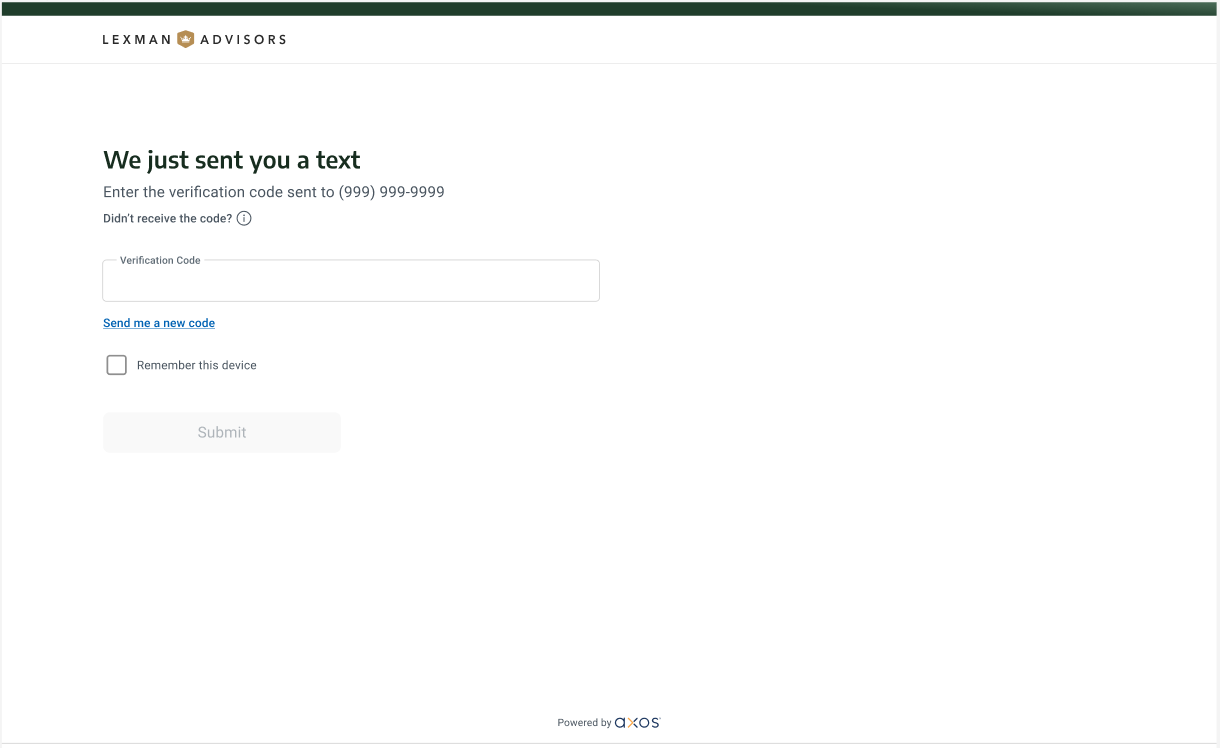 LEXMAN ADVISORS
We just sent you a text
Enter the verification code sent to (999) 999-9999
Didn't receive the code?
Verification Code
Send me a new code
Remember this device
Submit
Powered by axos